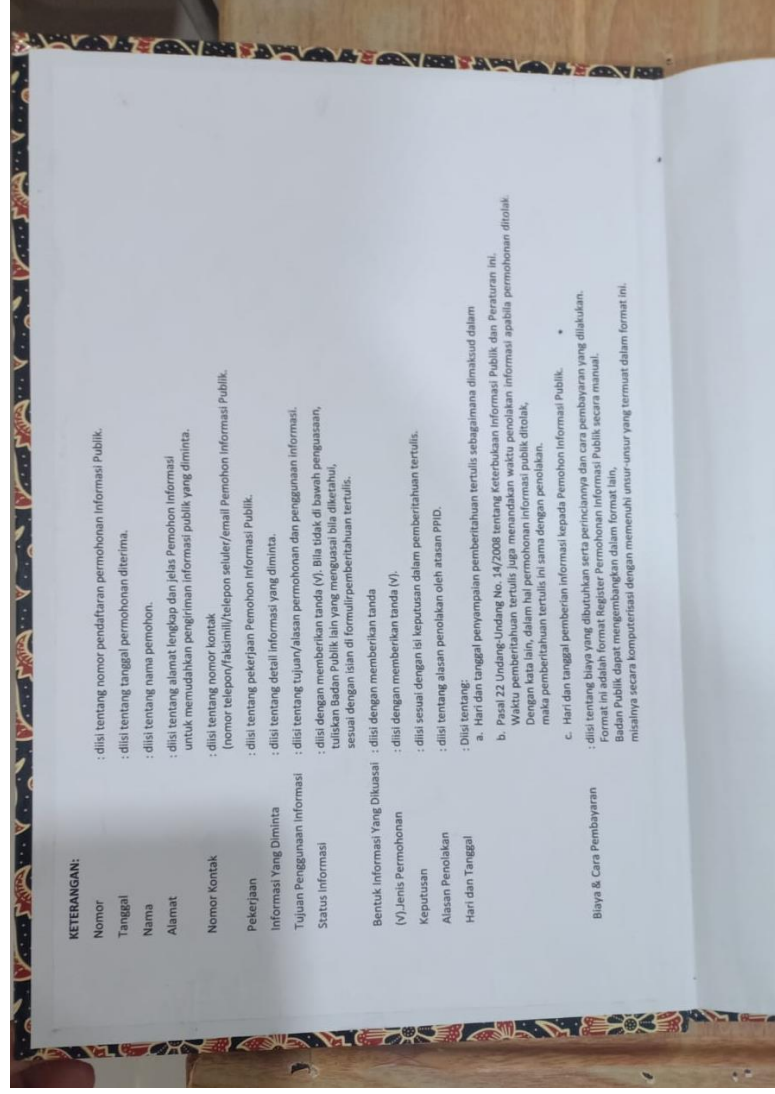 KETERANGAN:
Nomor : diisi tentang nomor pendaftaran permohonan Informasi Publik.
Tanggal : diisi tentang tanggal permohonan diterima.
Nama : diisi tentang nama pemohon.
Alamat : diisi tentang alamat lengkap dan jelas Pemohon Informasi
untuk memudahkan pengiriman informasi publik yang diminta.
Nomor Kontak : diisi tentang nomor kontak
(nomor telepon/faksimili/telepon seluler/email Pemohon Informasi Publik.
Pekerjaan : diisi tentang pekerjaan Pemohon Informasi Publik.
Informasi Yang Diminta : diisi tentang detail informasi yang diminta.
Tujuan Penggunaan Informasi : diisi tentang tujuan/alasan permohonan dan penggunaan informasi.
Status Informasi : diisi dengan memberikan tanda (V). Bila tidak di bawah penguasaan,
tuliskan Badan Publik lain yang menguasai bila diketahui,
sesuai dengan isian di formulirpemberitahuan tertulis.
Bentuk Informasi Yang Dikuasai : diisi dengan memberikan tanda
(V).Jenis Permohonan : diisi dengan memberikan tanda (V).
Keputusan : diisi sesuai dengan isi keputusan dalam pemberitahuan tertulis.
Alasan Penolakan : diisi tentang alasan penolakan oleh atasan PPID.
Hari dan Tanggal : Diisi tentang:
a. Hari dan tanggal penyampaian pemberitahuan tertulis sebagaimana dimaksud dalam
b. Pasal 22 Undang-Undang No. 14/2008 tentang Keterbukaan Informasi Publik dan Peraturan ini.
Waktu pemberitahuan tertulis juga menandakan waktu penolakan informasi apabila permohonan ditolak.
Dengan kata lain, dalam hal permohonan informasi publik ditolak,
maka pemberitahuan tertulis ini sama dengan penolakan.
c. Hari dan tanggal pemberian informasi kepada Pemohon Informasi Publik.
Biaya & Cara Pembayaran : diisi tentang biaya yang dibutuhkan serta perinciannya dan cara pembayaran yang dilakukan.
Format ini adalah format Register Permohonan Informasi Publik secara manual.
Badan Publik dapat mengembangkan dalam format lain,
misalnya secara komputerisasi dengan memenuhi unsur-unsur yang termuat dalam format ini.